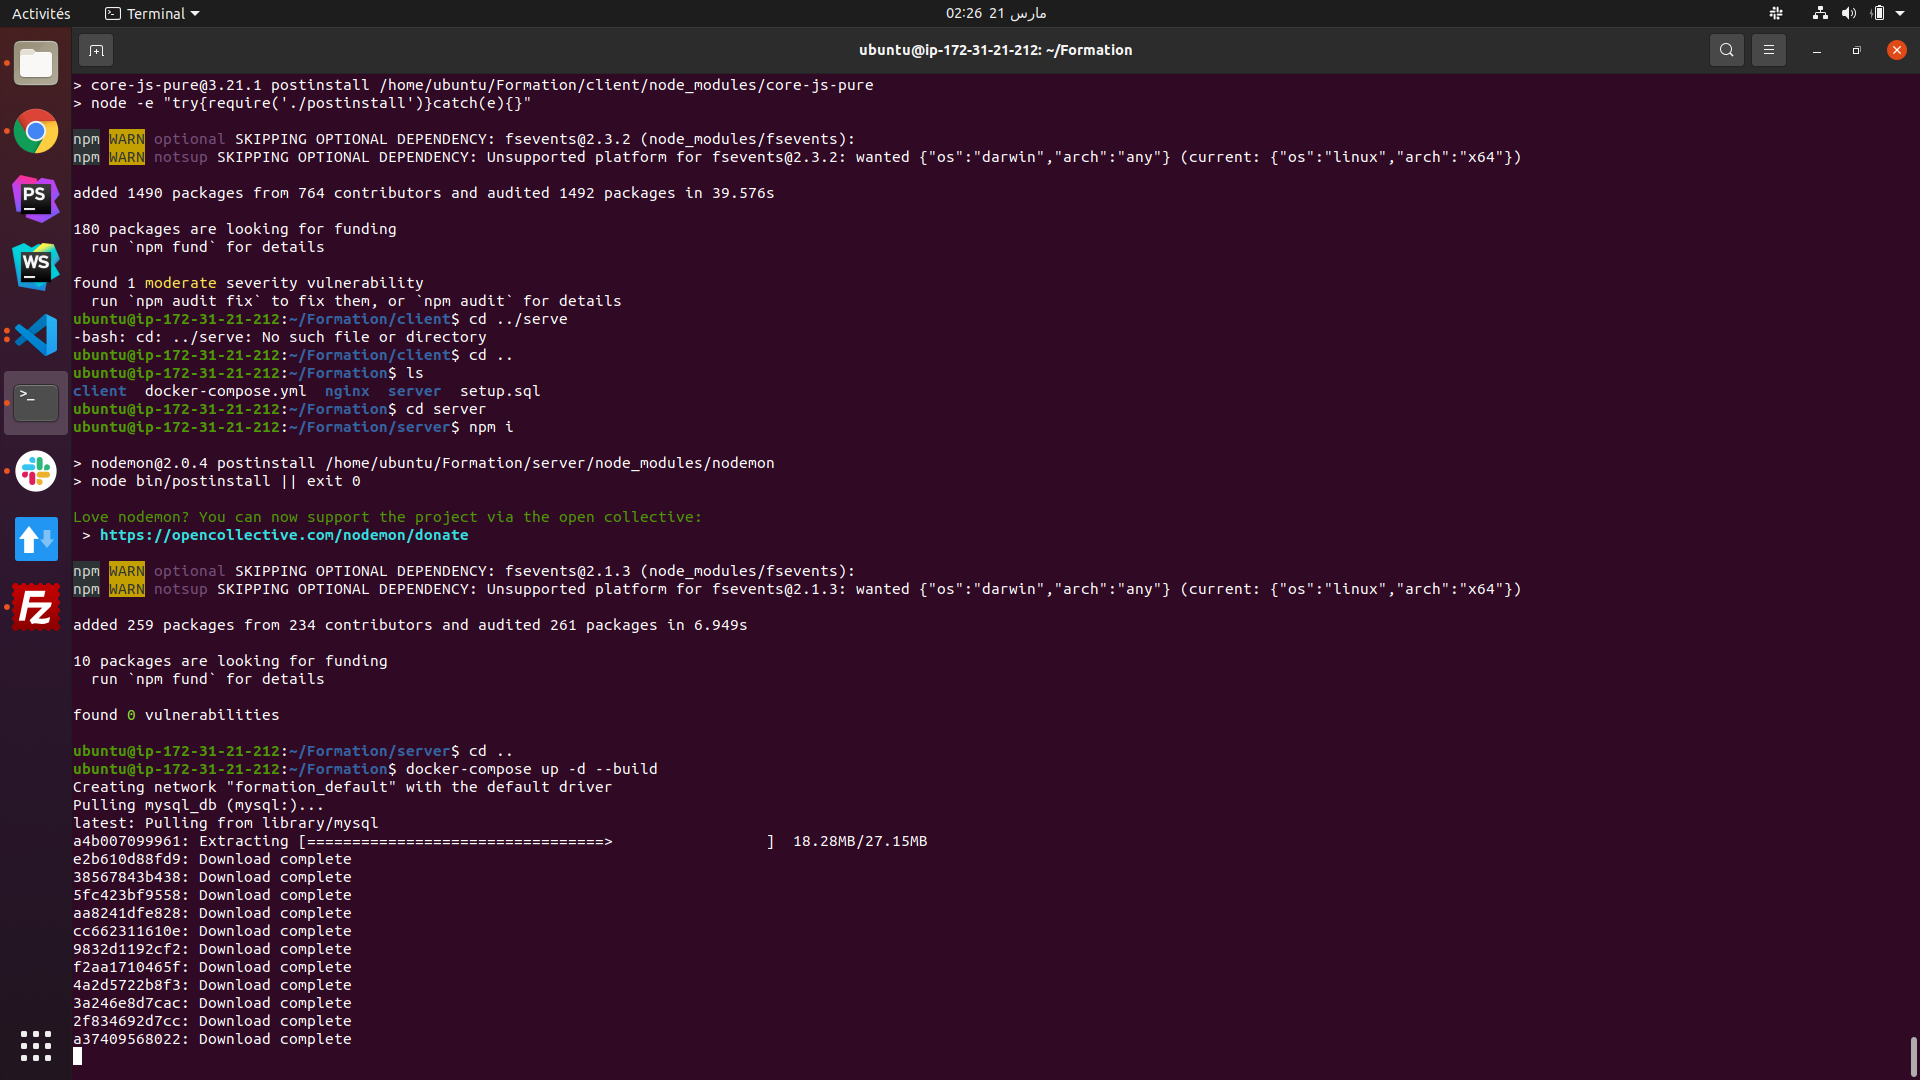 Activités
Terminal
02:26 21 مارس
ubuntu@ip-172-31-21-212: ~/Formation
> core-js-pure@3.21.1 postinstall /home/ubuntu/Formation/client/node_modules/core-js-pure
> node -e "try{require('./postinstall')}catch(e){}"
npm WARN optional SKIPPING OPTIONAL DEPENDENCY: fsevents@2.3.2 (node_modules/fsevents):
npm WARN notsup SKIPPING OPTIONAL DEPENDENCY: Unsupported platform for fsevents@2.3.2: wanted {"os":"darwin","arch":"any"} (current: {"os":"linux","arch":"x64"})
added 1490 packages from 764 contributors and audited 1492 packages in 39.576s
180 packages are looking for funding
run `npm fund` for details
found 1 moderate severity vulnerability
run `npm audit fix` to fix them, or `npm audit` for details
ubuntu@ip-172-31-21-212:~/Formation/client$ cd ../serve
-bash: cd: ../serve: No such file or directory
ubuntu@ip-172-31-21-212:~/Formation/client$ cd ..
ubuntu@ip-172-31-21-212:~/Formation$ ls
client docker-compose.yml nginx server setup.sql
ubuntu@ip-172-31-21-212:~/Formation$ cd server
ubuntu@ip-172-31-21-212:~/Formation/server$ npm i
> nodemon@2.0.4 postinstall /home/ubuntu/Formation/server/node_modules/nodemon
> node bin/postinstall || exit 0
Love nodemon? You can now support the project via the open collective:
> https://opencollective.com/nodemon/donate
npm WARN optional SKIPPING OPTIONAL DEPENDENCY: fsevents@2.1.3 (node_modules/fsevents):
npm WARN notsup SKIPPING OPTIONAL DEPENDENCY: Unsupported platform for fsevents@2.1.3: wanted {"os":"darwin","arch":"any"} (current: {"os":"linux","arch":"x64"})
added 259 packages from 234 contributors and audited 261 packages in 6.949s
10 packages are looking for funding
run `npm fund` for details
found 0 vulnerabilities
ubuntu@ip-172-31-21-212:~/Formation/server$ cd ..
ubuntu@ip-172-31-21-212:~/Formation$ docker-compose up -d --build
Creating network "formation_default" with the default driver
Pulling mysql_db (mysql:)...
latest: Pulling from library/mysql
a4b007099961: Extracting [=================================>                 ]  18.28MB/27.15MB
e2b610d88fd9: Download complete
38567843b438: Download complete
5fc423bf9558: Download complete
aa8241dfe828: Download complete
cc662311610e: Download complete
9832d1192cf2: Download complete
f2aa1710465f: Download complete
4a2d5722b8f3: Download complete
3a246e8d7cac: Download complete
2f834692d7cc: Download complete
a37409568022: Download complete
PS
WS
>_
Fz